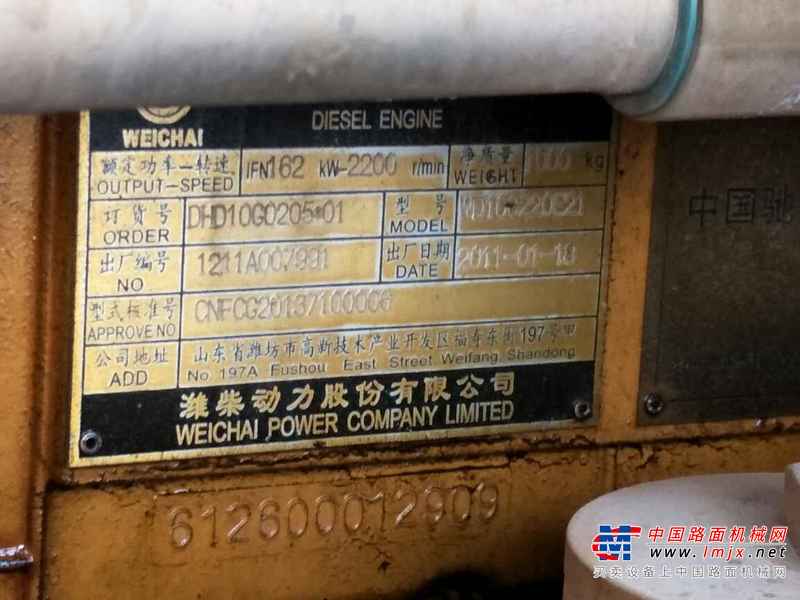 WEICHAI
DIESEL ENGINE
额定功率—转速 IFN162 kW-2200 r/min 净质量 kg
OUTPUT-SPEED WEIGHT
订货号 DHD10G0205*01 型号
ORDER MODEL
出厂编号 1211A007991 出厂日期 2011-01-18
NO DATE
型式核准号 CNFCG20137100006
APPROVE NO
公司地址 山东省潍坊市高新技术产业开发区福寿东街197号甲
ADD No 197A Fushou East Street Weifang, Shandong
潍柴动力股份有限公司
WEICHAI POWER COMPANY LIMITED
612600012909
中国驰
中国路面机械网
www.lmjx.net
买卖设备上中国路面机械网